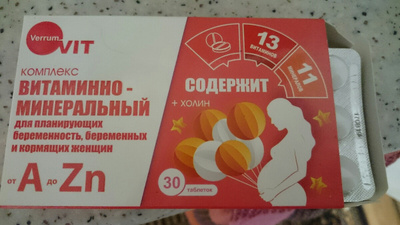 Verrum
VIT
КОМПЛЕКС
ВИТАМИННО -
МИНЕРАЛЬНЫЙ
для планирующих
беременность, беременных
и кормящих женщин
от A до Zn
13
ВИТАМИНОВ
11
СОДЕРЖИТ
+ ХОЛИН
30
таблеток